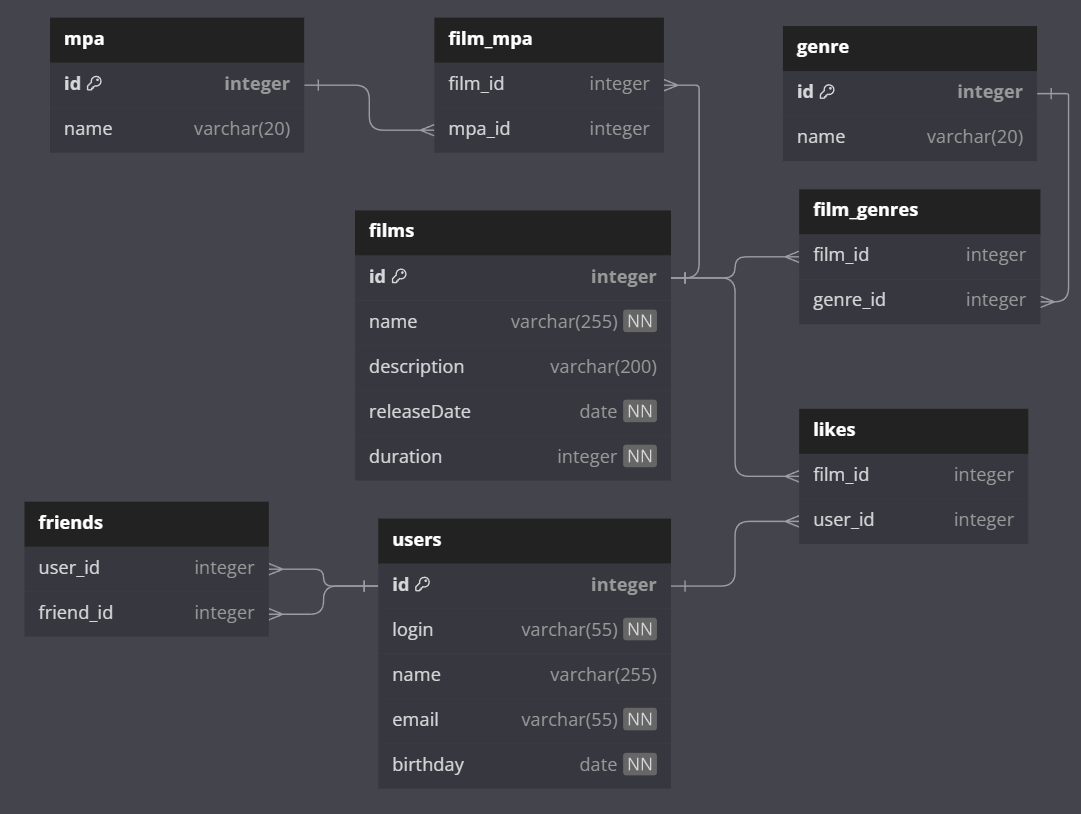 mpa
id integer
name varchar(20)
film_mpa
film_id integer
mpa_id integer
genre
id integer
name varchar(20)
film_genres
film_id integer
genre_id integer
films
id integer
name varchar(255) NN
description varchar(200)
releaseDate date NN
duration integer NN
likes
film_id integer
user_id integer
friends
user_id integer
friend_id integer
users
id integer
login varchar(55) NN
name varchar(255)
email varchar(55) NN
birthday date NN